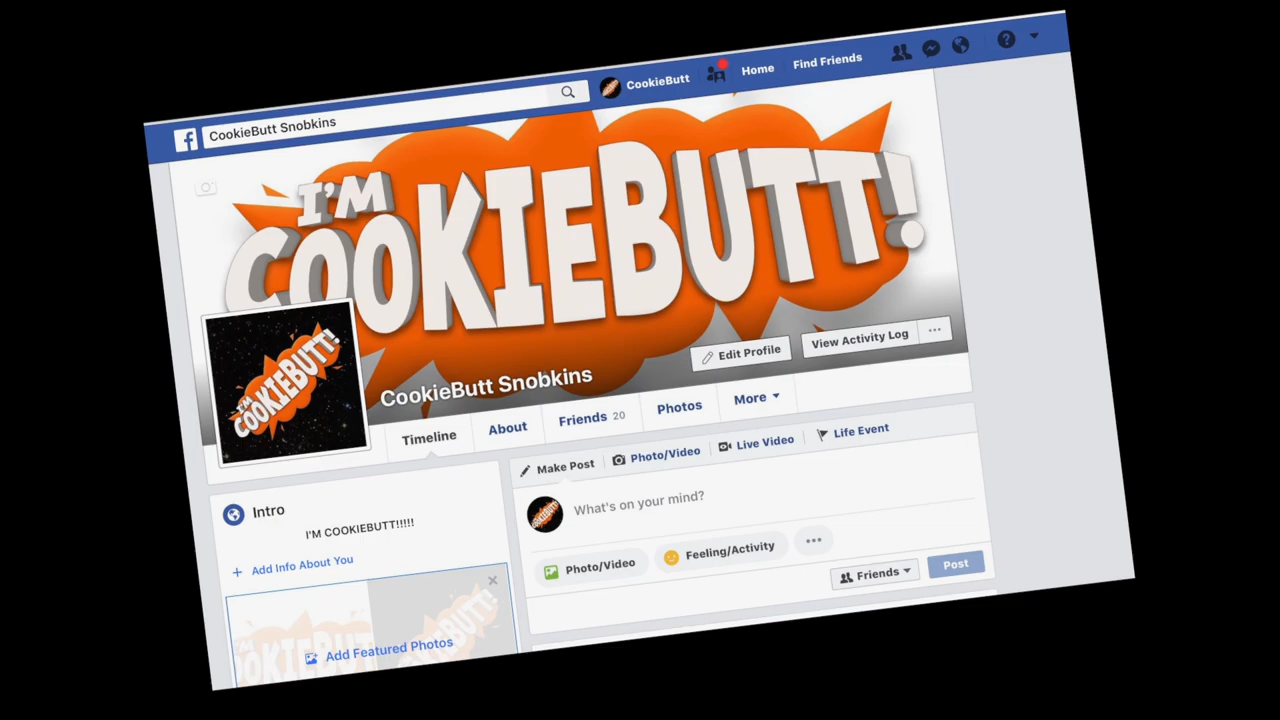 CookieButt Snobkins
CookieButt
Home
Find Friends
I'M
COOKIEBUTT!
I'M
COOKIEBUTT!
CookieButt Snobkins
Edit Profile
View Activity Log
Timeline
About
Friends 20
Photos
More
Intro
I'M COOKIEBUTT!!!!!
+ Add Info About You
Add Featured Photos
Make Post
Photo/Video
Live Video
Life Event
What's on your mind?
Photo/Video
Feeling/Activity
Friends
Post